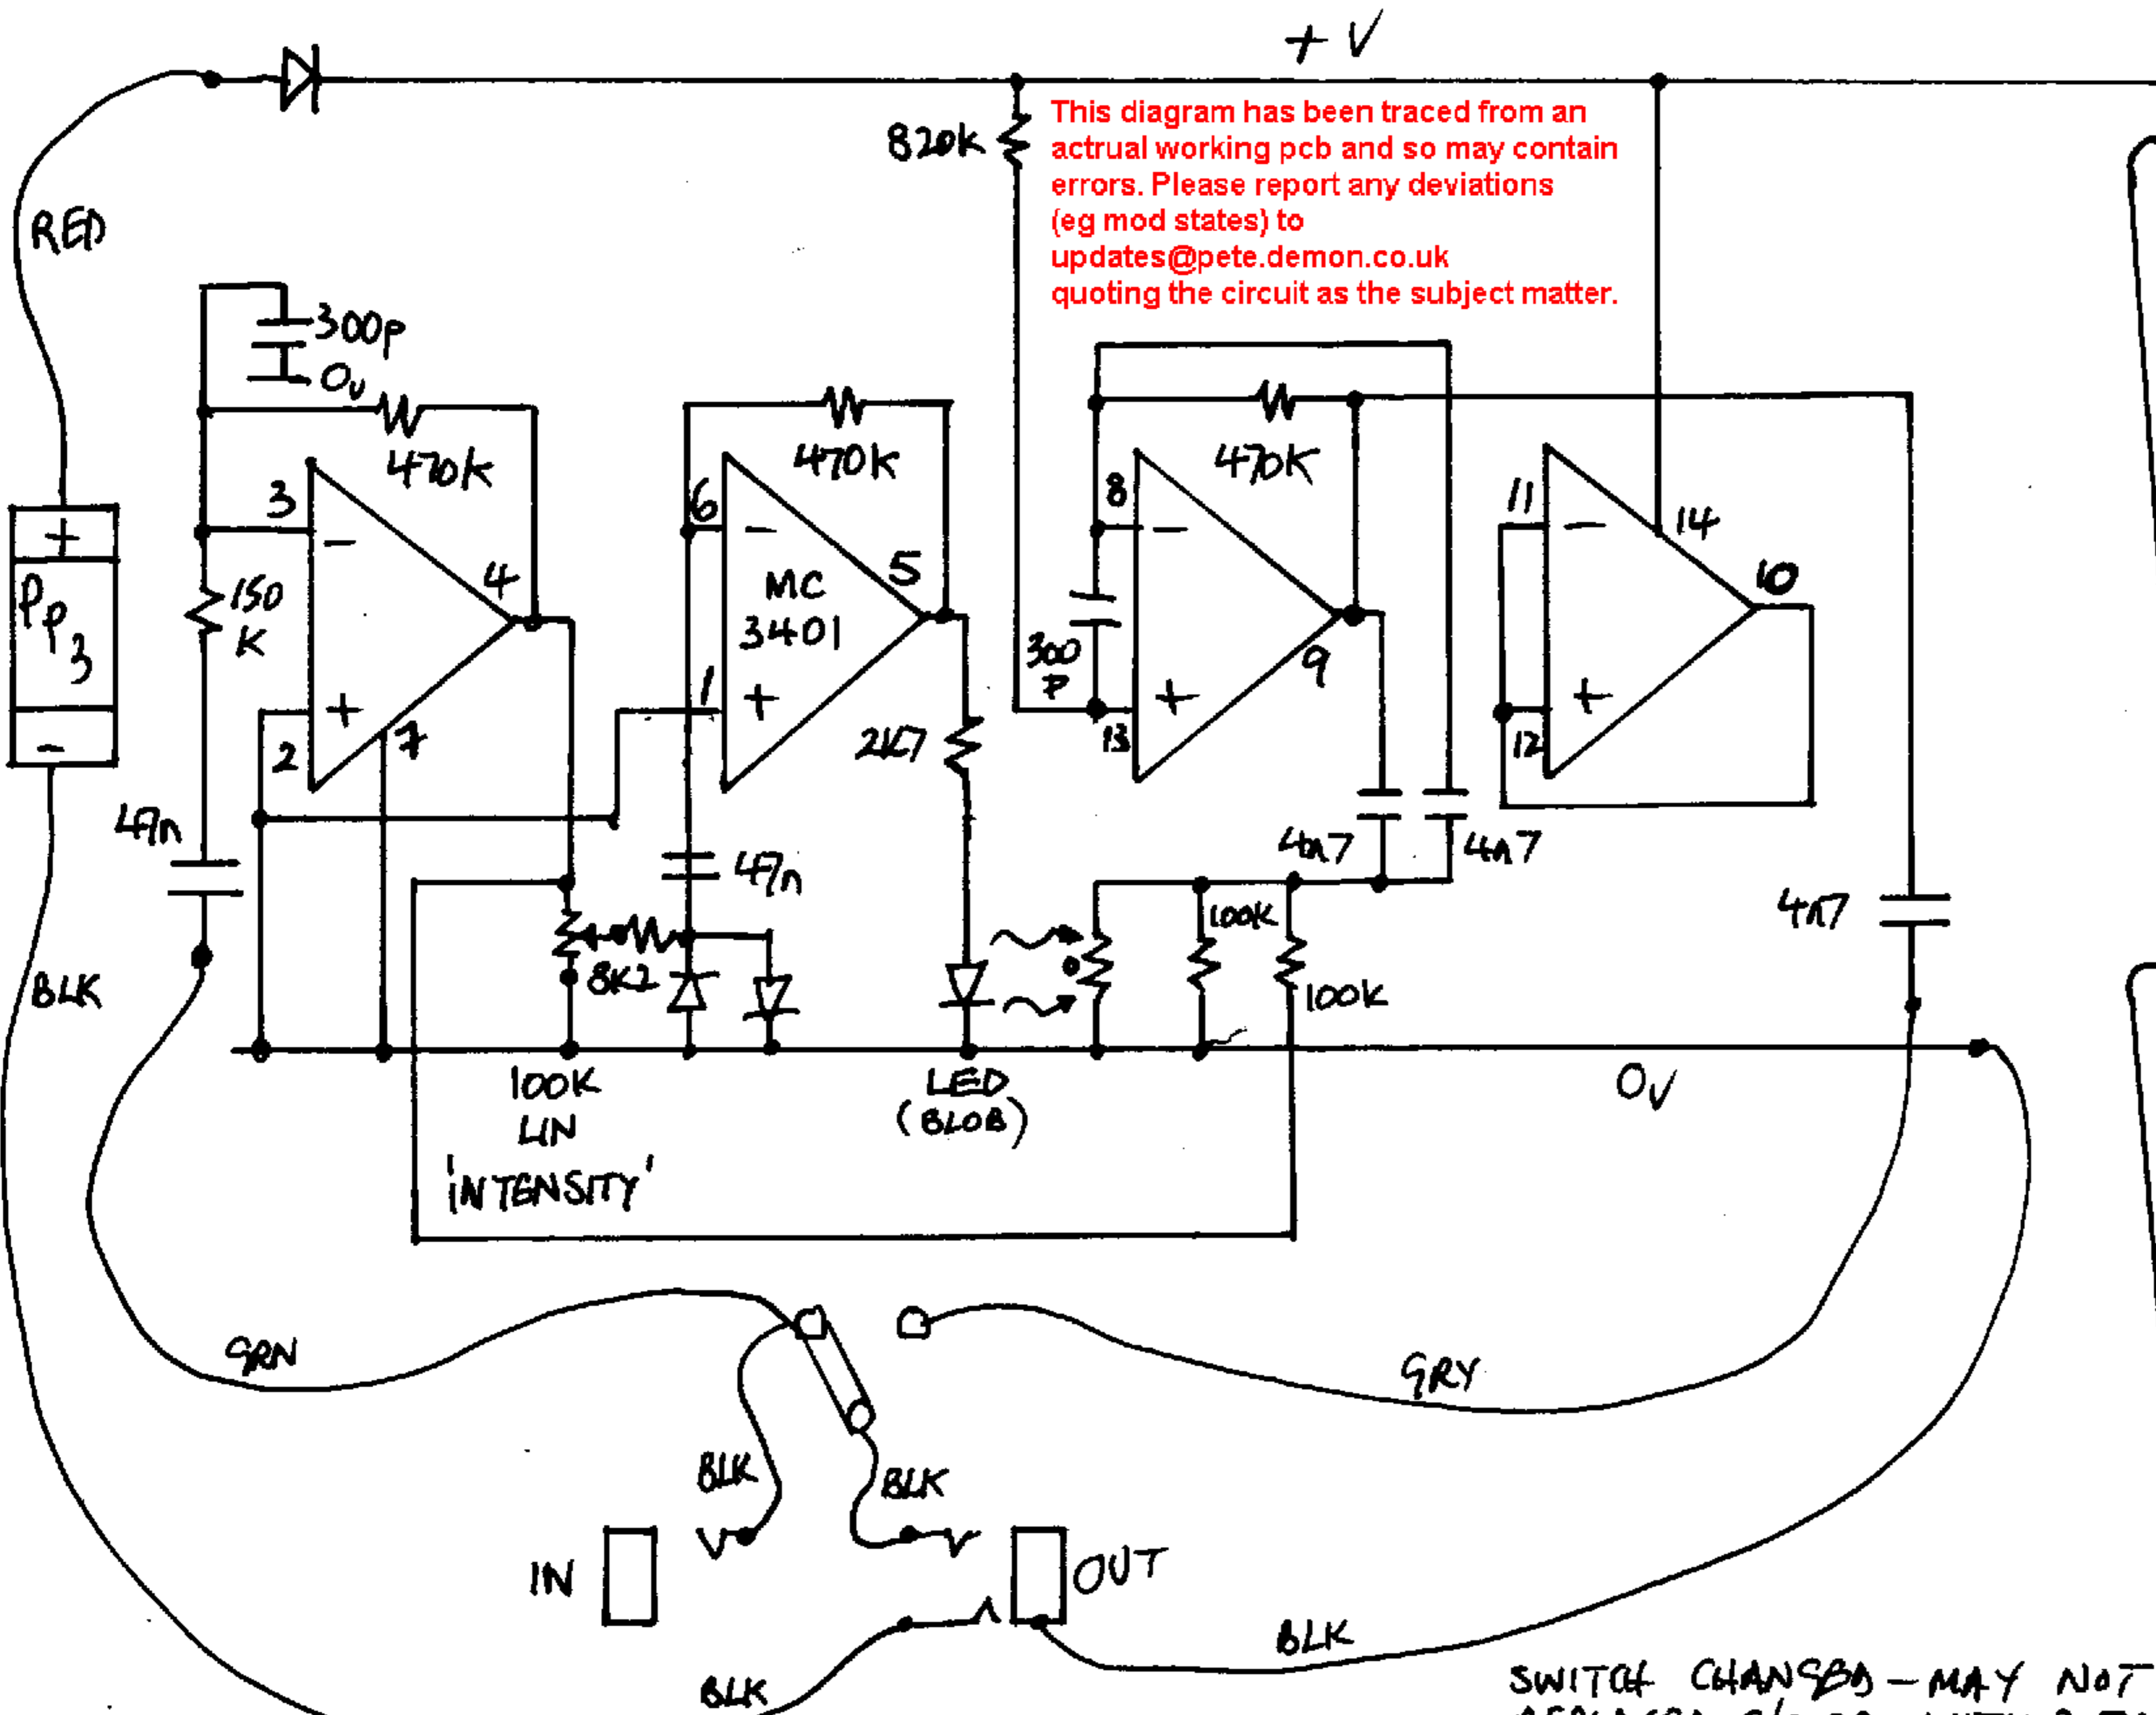 +V
820k
This diagram has been traced from an
actrual working pcb and so may contain
errors. Please report any deviations
(eg mod states) to
updates@pete.demon.co.uk
quoting the circuit as the subject matter.
RED
300p
0v
470k
470k
470k
3
-
4
6
-
5
8
-
11
-
14
10
+
PP3
-
150
K
MC
3401
300
P
9
+
2
7
1
+
2k7
+
13
+
12
47n
47n
4n7
4n7
4n7
BLK
8k2
100k
100k
100k
LIN
'INTENSITY'
LED
(BLOB)
0v
GRN
GRY
BLK
BLK
IN
OUT
BLK
BLK
SWITCH CHANGED - MAY NOT